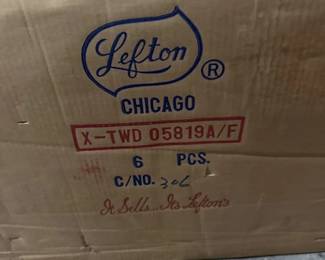 Lefton
®
CHICAGO
X-TWD 05819A/F
6 PCS.
C/NO. 306
It Sells...Its Lefton's